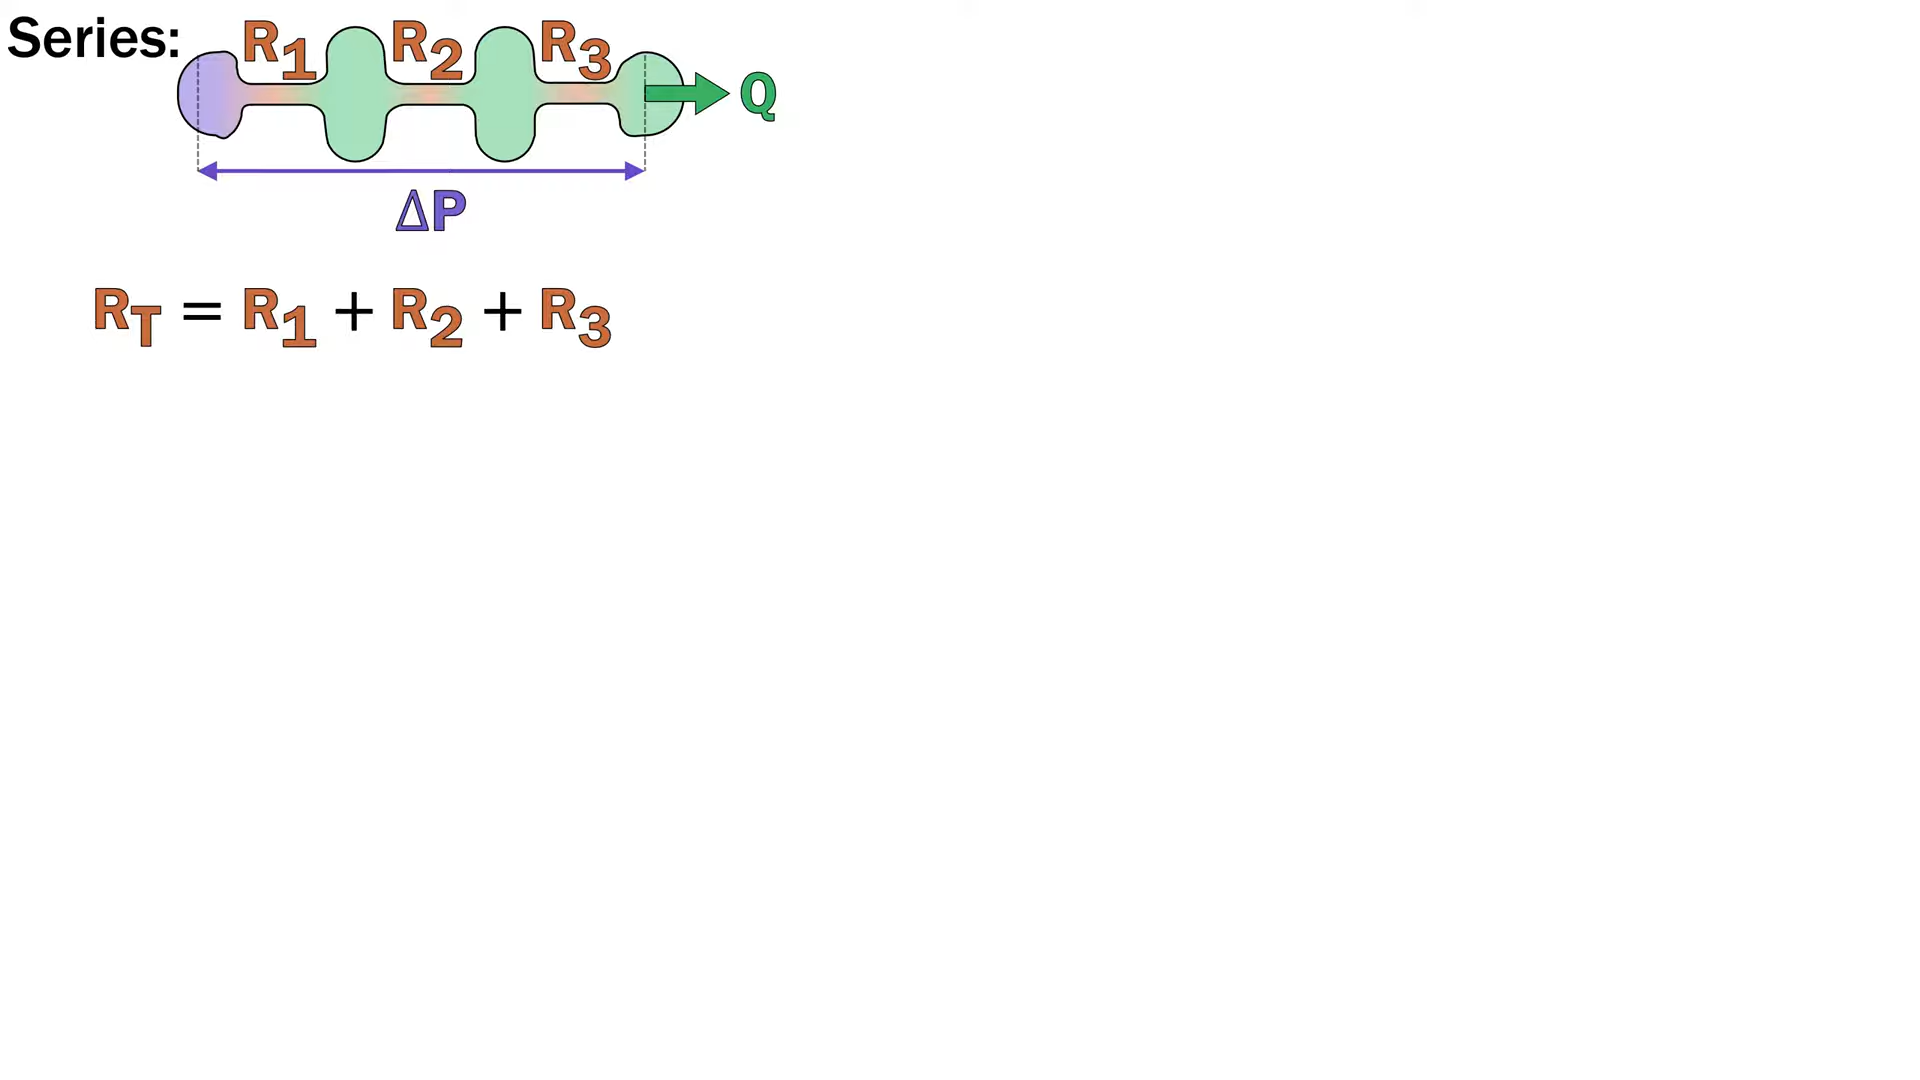 Series:
R1 R2 R3
Q
ΔP
RT = R1 + R2 + R3